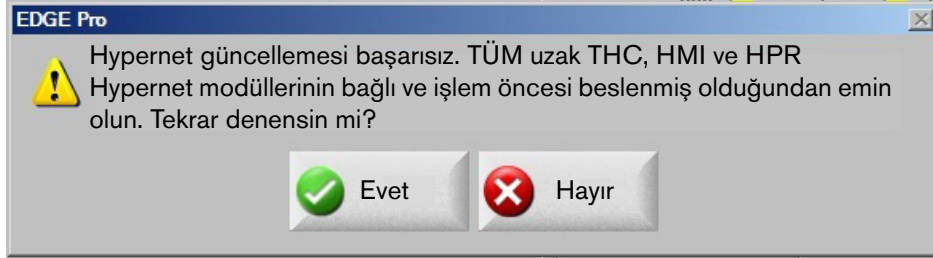 EDGE Pro
Hypernet güncellemesi başarısız. TÜM uzak THC, HMI ve HPR
Hypernet modüllerinin bağlı ve işlem öncesi beslenmiş olduğundan emin
olun. Tekrar denensin mi?
Evet
Hayır